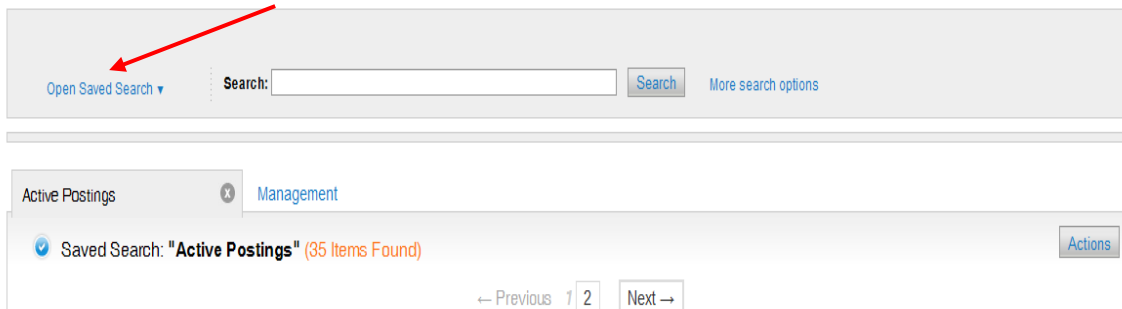 Open Saved Search ▾ Search: Search More search options
Active Postings Management
Saved Search: "Active Postings" (35 Items Found) Actions
← Previous 1 2 Next →